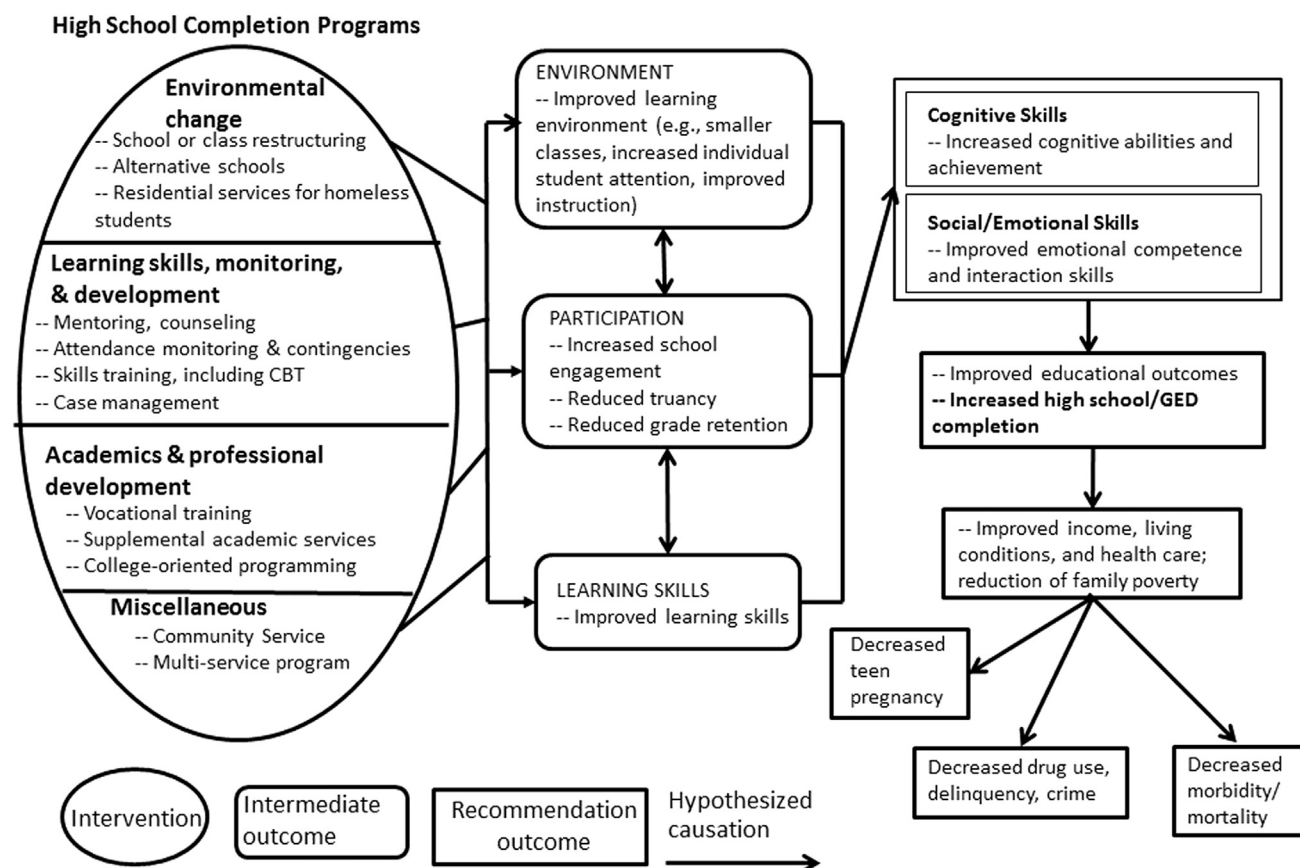 High School Completion Programs
Environmental
change
-- School or class restructuring
-- Alternative schools
-- Residential services for homeless
students
Learning skills, monitoring,
& development
-- Mentoring, counseling
-- Attendance monitoring & contingencies
-- Skills training, including CBT
-- Case management
Academics & professional
development
-- Vocational training
-- Supplemental academic services
-- College-oriented programming
Miscellaneous
-- Community Service
-- Multi-service program
ENVIRONMENT
-- Improved learning
environment (e.g., smaller
classes, increased individual
student attention, improved
instruction)
PARTICIPATION
-- Increased school
engagement
-- Reduced truancy
-- Reduced grade retention
LEARNING SKILLS
-- Improved learning skills
Cognitive Skills
-- Increased cognitive abilities and
achievement
Social/Emotional Skills
-- Improved emotional competence
and interaction skills
-- Improved educational outcomes
-- Increased high school/GED
completion
-- Improved income, living
conditions, and health care;
reduction of family poverty
Decreased
teen
pregnancy
Decreased drug use,
delinquency, crime
Decreased
morbidity/
mortality
Intervention
Intermediate
outcome
Recommendation
outcome
Hypothesized
causation